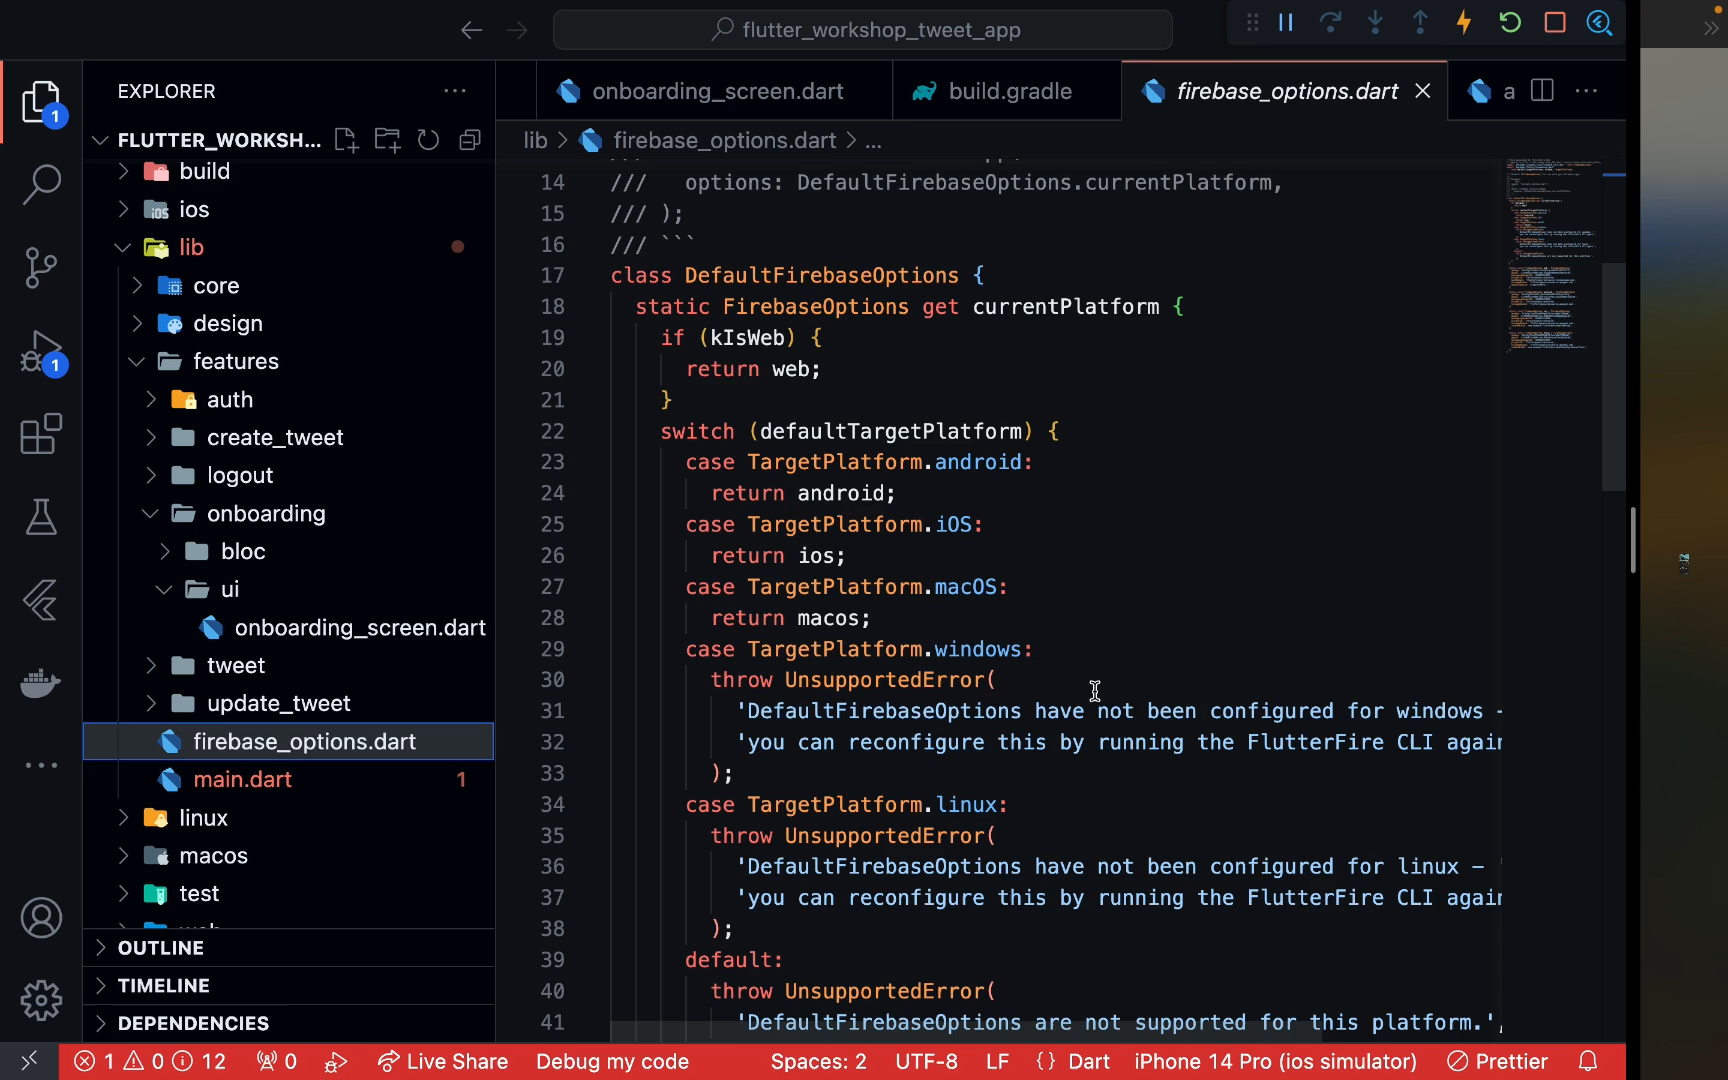 flutter_workshop_tweet_app
EXPLORER
onboarding_screen.dart
build.gradle
firebase_options.dart
a
FLUTTER_WORKSH...
lib > firebase_options.dart > ...
build
ios
lib
core
design
features
auth
create_tweet
logout
onboarding
bloc
ui
onboarding_screen.dart
tweet
update_tweet
firebase_options.dart
main.dart 1
linux
macos
test
OUTLINE
TIMELINE
DEPENDENCIES
1
1
14 /// options: DefaultFirebaseOptions.currentPlatform,
15 /// );
16 /// ```
17 class DefaultFirebaseOptions {
18 static FirebaseOptions get currentPlatform {
19 if (kIsWeb) {
20 return web;
21 }
22 switch (defaultTargetPlatform) {
23 case TargetPlatform.android:
24 return android;
25 case TargetPlatform.iOS:
26 return ios;
27 case TargetPlatform.macOS:
28 return macos;
29 case TargetPlatform.windows:
30 throw UnsupportedError(
31 'DefaultFirebaseOptions have not been configured for windows -
32 'you can reconfigure this by running the FlutterFire CLI again
33 );
34 case TargetPlatform.linux:
35 throw UnsupportedError(
36 'DefaultFirebaseOptions have not been configured for linux - '
37 'you can reconfigure this by running the FlutterFire CLI again
38 );
39 default:
40 throw UnsupportedError(
41 'DefaultFirebaseOptions are not supported for this platform.',
1 0 12 0 Live Share Debug my code Spaces: 2 UTF-8 LF {} Dart iPhone 14 Pro (ios simulator) Prettier